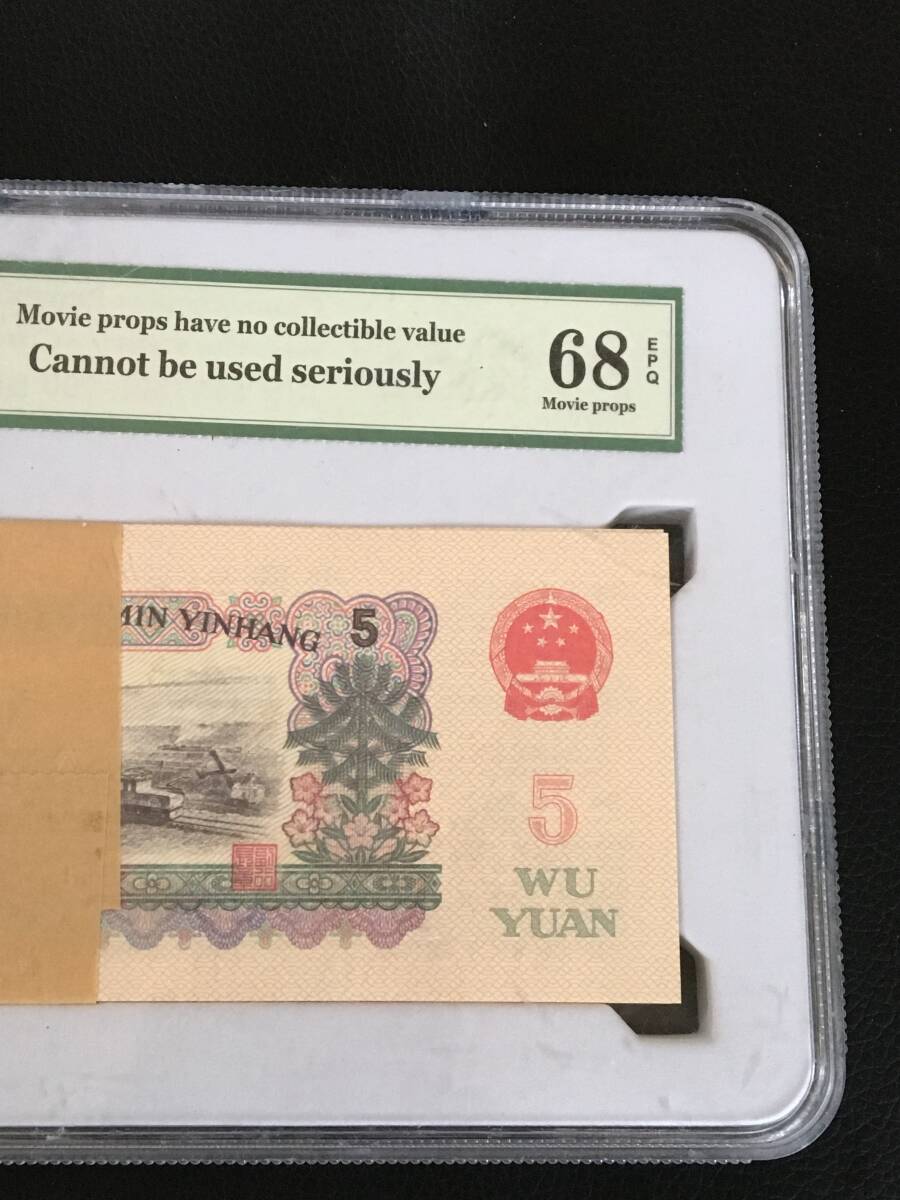 Movie props have no collectible value
Cannot be used seriously
68
EPQ
Movie props
MIN YINHANG
5
5
WU
YUAN